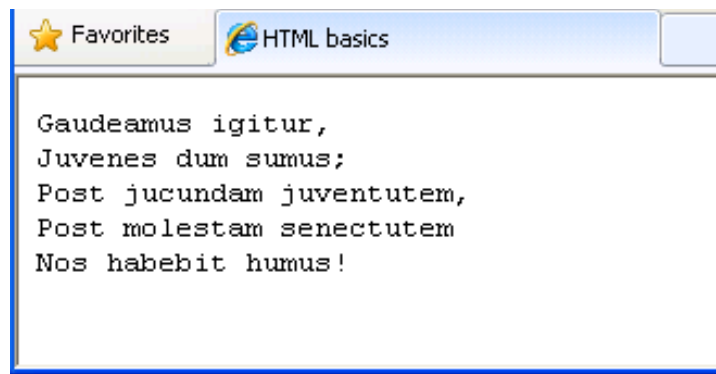 Favorites
HTML basics
Gaudeamus igitur,
Juvenes dum sumus;
Post jucundam juventutem,
Post molestam senectutem
Nos habebit humus!